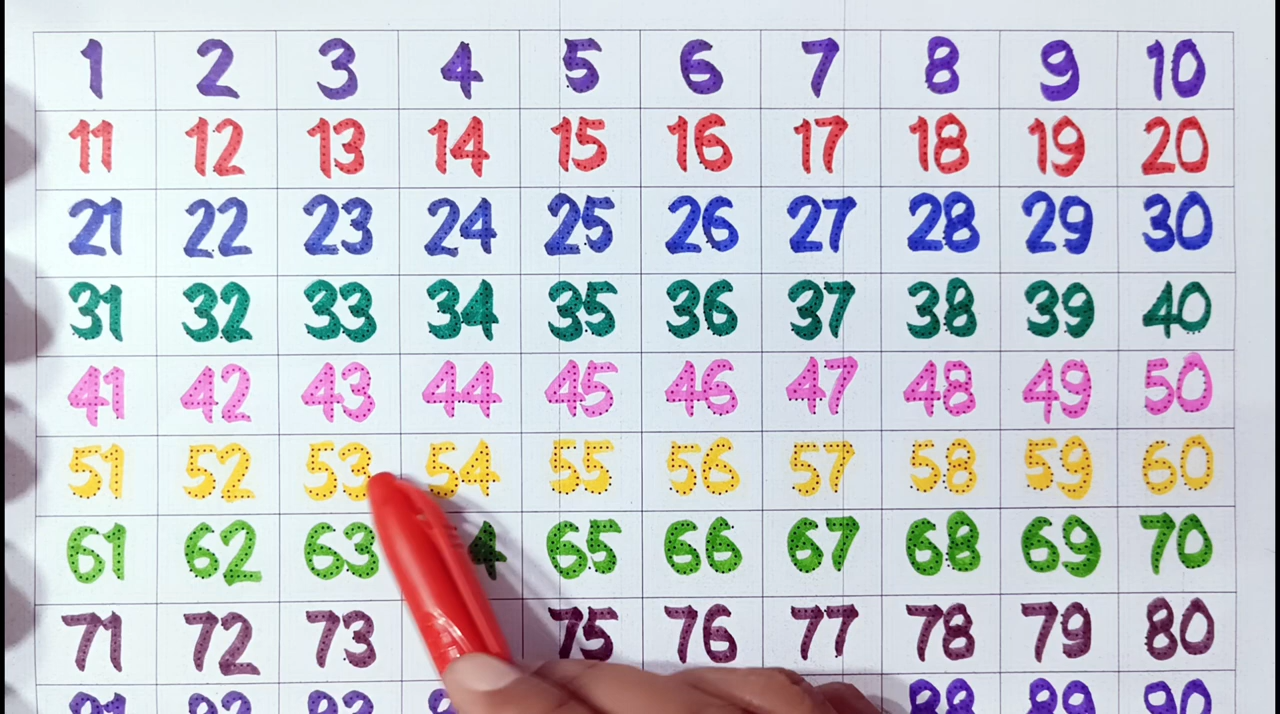 1 2 3 4 5 6 7 8 9 10
11 12 13 14 15 16 17 18 19 20
21 22 23 24 25 26 27 28 29 30
31 32 33 34 35 36 37 38 39 40
41 42 43 44 45 46 47 48 49 50
51 52 53 54 55 56 57 58 59 60
61 62 63 65 66 67 68 69 70
71 72 73 75 76 77 78 79 80
81 82 83 88 89 90